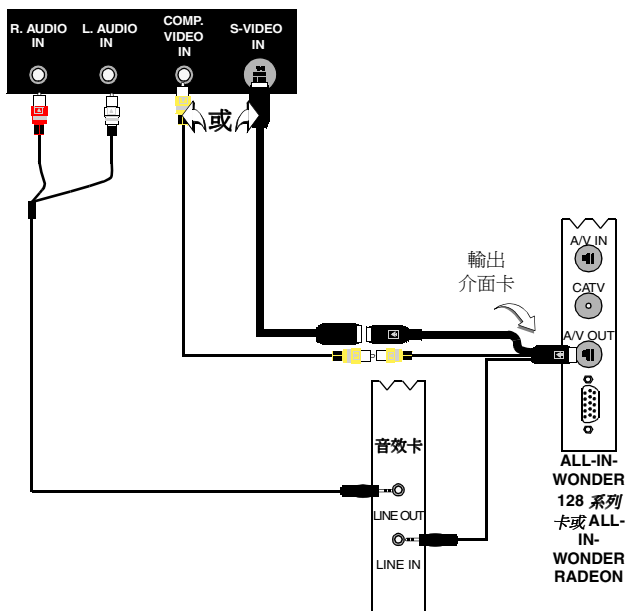 R. AUDIO
IN
L. AUDIO
IN
COMP.
VIDEO
IN
S-VIDEO
IN
或
輸出
介面卡
A/V IN
CATV
A/V OUT
音效卡
LINE OUT
LINE IN
ALL-IN-
WONDER
128 系列
卡或 ALL-
IN-
WONDER
RADEON